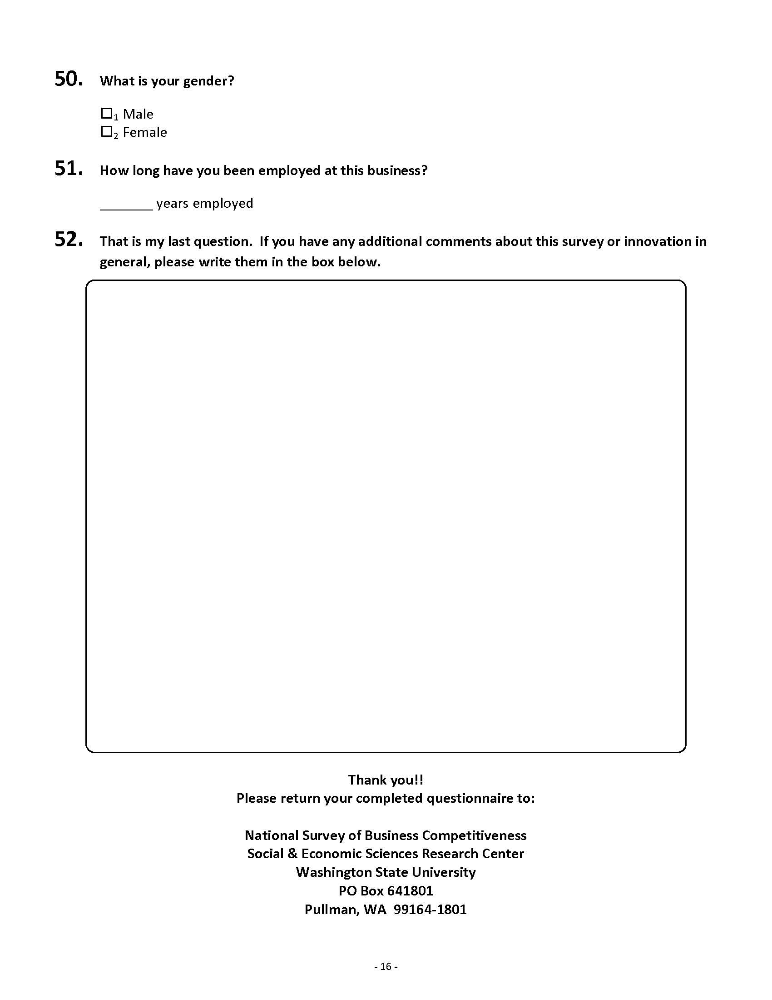 50. What is your gender?
☐1 Male
☐2 Female
51. How long have you been employed at this business?
_______ years employed
52. That is my last question.  If you have any additional comments about this survey or innovation in
general, please write them in the box below.
Thank you!!
Please return your completed questionnaire to:
National Survey of Business Competitiveness
Social & Economic Sciences Research Center
Washington State University
PO Box 641801
Pullman, WA  99164-1801
- 16 -